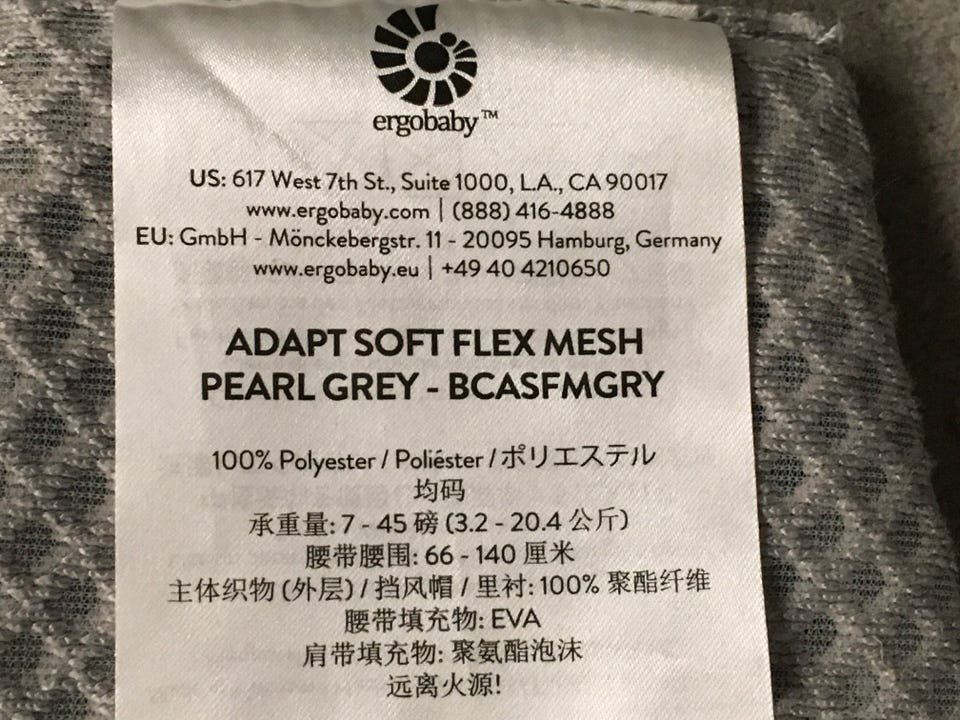 ergobaby™
US: 617 West 7th St., Suite 1000, L.A., CA 90017
www.ergobaby.com | (888) 416-4888
EU: GmbH - Mönckebergstr. 11 - 20095 Hamburg, Germany
www.ergobaby.eu | +49 40 4210650
ADAPT SOFT FLEX MESH
PEARL GREY - BCASFMGRY
100% Polyester / Poliéster / ポリエステル
均码
承重量: 7 - 45 磅 (3.2 - 20.4 公斤)
腰带腰围: 66 - 140 厘米
主体织物 (外层) / 挡风帽 / 里衬: 100% 聚酯纤维
腰带填充物: EVA
肩带填充物: 聚氨酯泡沫
远离火源!